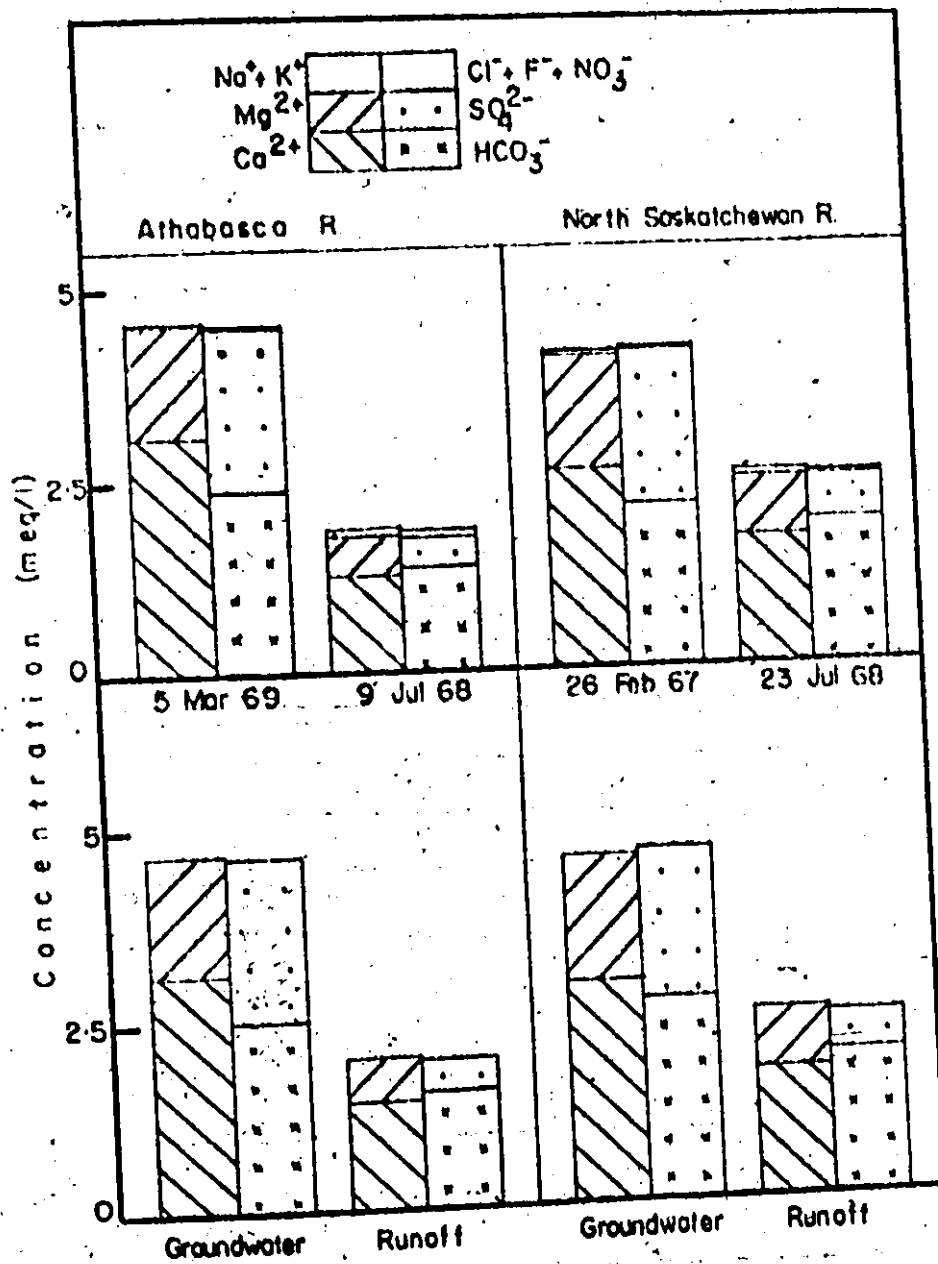 Na⁺+ K⁺ Cl⁻+ F⁻+ NO₃⁻
Mg²⁺ SO₄²⁻
Ca²⁺ HCO₃⁻
Athabasca R North Saskatchewan R.
Concentration (meq/l)
5
2·5
0
5 Mar 69 9 Jul 68 26 Feb 67 23 Jul 68
5
2·5
0
Groundwater Runoff Groundwater Runoff